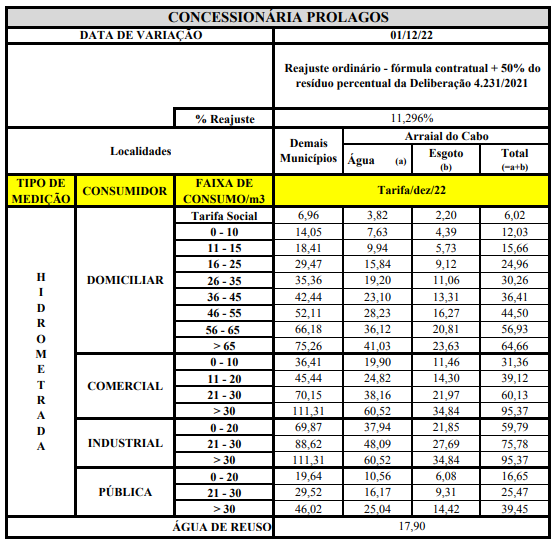 CONCESSIONÁRIA PROLAGOS
DATA DE VARIAÇÃO 01/12/22
Reajuste ordinário - fórmula contratual + 50% do
resíduo percentual da Deliberação 4.231/2021
% Reajuste 11,296%
Localidades Demais Municípios Arraial do Cabo
Água (a) Esgoto (b) Total (=a+b)
TIPO DE MEDIÇÃO CONSUMIDOR FAIXA DE CONSUMO/m3 Tarifa/dez/22
HIDROMETRADA
DOMICILIAR
Tarifa Social 6,96 3,82 2,20 6,02
0 - 10 14,05 7,63 4,39 12,03
11 - 15 18,41 9,94 5,73 15,66
16 - 25 29,47 15,84 9,12 24,96
26 - 35 35,36 19,20 11,06 30,26
36 - 45 42,44 23,10 13,31 36,41
46 - 55 52,11 28,23 16,27 44,50
56 - 65 66,18 36,12 20,81 56,93
> 65 75,26 41,03 23,63 64,66
COMERCIAL
0 - 10 36,41 19,90 11,46 31,36
11 - 20 45,44 24,82 14,30 39,12
21 - 30 70,15 38,16 21,97 60,13
> 30 111,31 60,52 34,84 95,37
INDUSTRIAL
0 - 20 69,87 37,94 21,85 59,79
21 - 30 88,62 48,09 27,69 75,78
> 30 111,31 60,52 34,84 95,37
PÚBLICA
0 - 20 19,64 10,56 6,08 16,65
21 - 30 29,52 16,17 9,31 25,47
> 30 46,02 25,04 14,42 39,45
ÁGUA DE REUSO 17,90